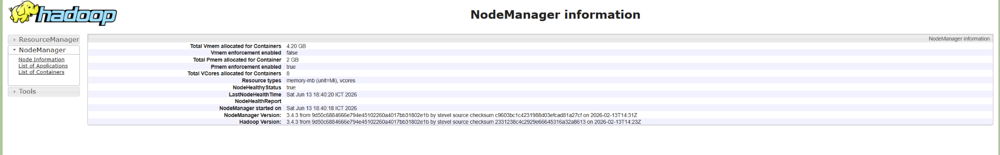 hadoop
NodeManager information
ResourceManager
NodeManager
Node Information
List of Applications
List of Containers
Tools
NodeManager information
Total Vmem allocated for Containers 4.20 GB
Vmem enforcement enabled false
Total Pmem allocated for Container 2 GB
Pmem enforcement enabled true
Total VCores allocated for Containers 8
Resource types memory-mb (unit=Mi), vcores
NodeHealthyStatus true
LastNodeHealthTime Sat Jun 13 18:40:20 ICT 2026
NodeHealthReport
NodeManager started on Sat Jun 13 18:40:18 ICT 2026
NodeManager Version: 3.4.3 from 9d50c6884666e794e45102260a4017bb31802e1b by stevel source checksum c9603bc1c4231988d03efcad81a27cf on 2026-02-13T14:31Z
Hadoop Version: 3.4.3 from 9d50c6884666e794e45102260a4017bb31802e1b by stevel source checksum 2331238c4c2929e66645316a32a8613 on 2026-02-13T14:23Z